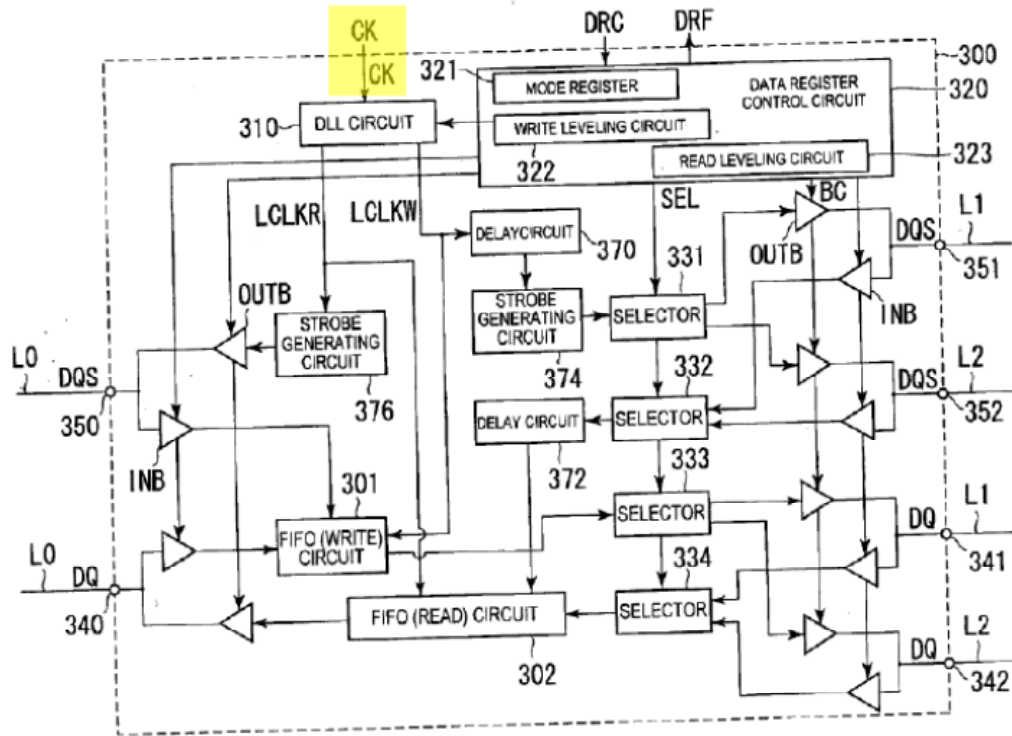 CK
DRC
DRF
300
CK
321
MODE REGISTER
DATA REGISTER
CONTROL CIRCUIT
320
310
DLL CIRCUIT
WRITE LEVELING CIRCUIT
322
READ LEVELING CIRCUIT
323
LCLKR
LCLKW
SEL
BC
L1
DELAY CIRCUIT
370
331
OUTB
DQS
351
OUTB
STROBE
GENERATING
CIRCUIT
376
STROBE
GENERATING
CIRCUIT
374
SELECTOR
INB
L0
DQS
350
332
L2
DQS
352
DELAY CIRCUIT
372
SELECTOR
INB
301
333
FIFO (WRITE)
CIRCUIT
SELECTOR
L1
DQ
341
L0
DQ
340
334
FIFO (READ) CIRCUIT
302
SELECTOR
L2
DQ
342